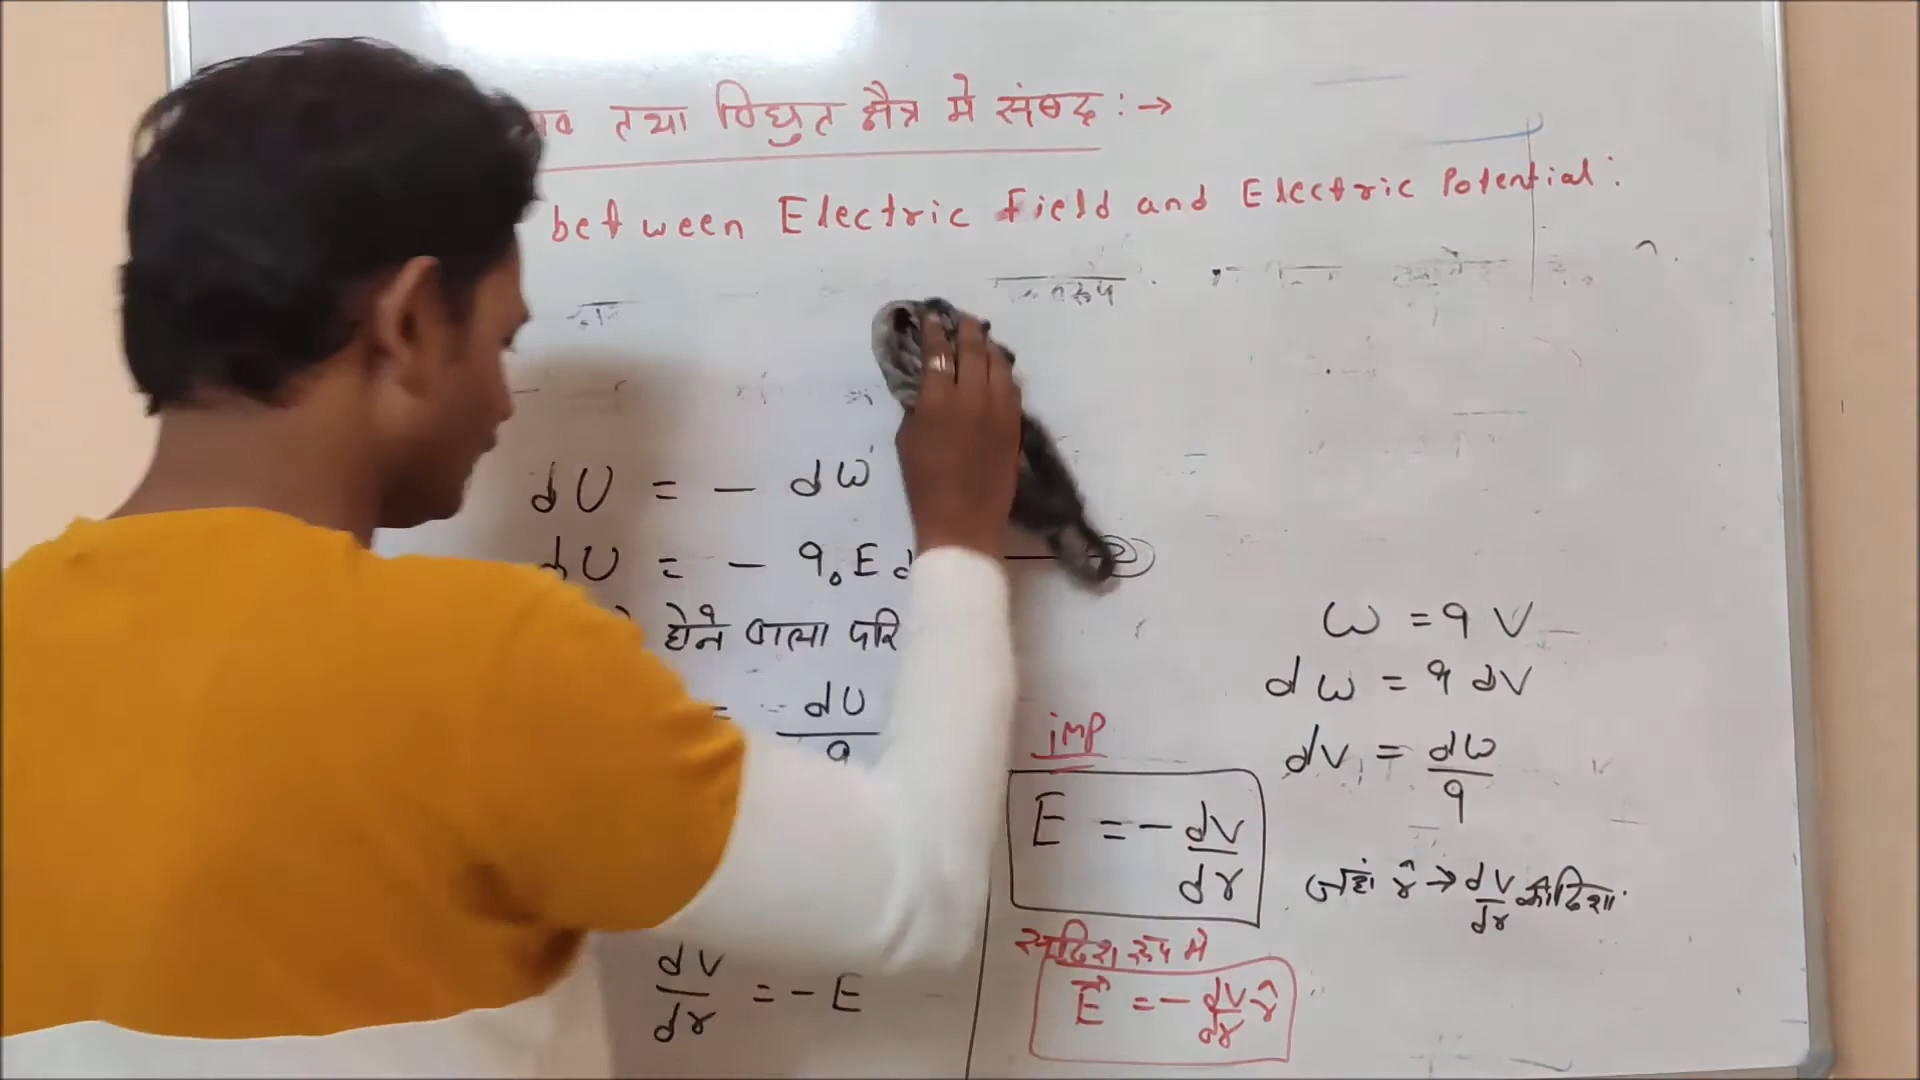 तथा विद्युत क्षैत्र मे संबद :→
between Electric Field and Electric Potential :
dU = - dW
dU = - q₀E d
होने वाला परि
= - dU/q
dV/dr = - E
imp
E = - dV/dr
सदिश रूप मे
E⃗ = - dV/dr r̂
W = q V
dW = q dV
dV = dW/q
जहां r̂ → dV/dr की दिशा